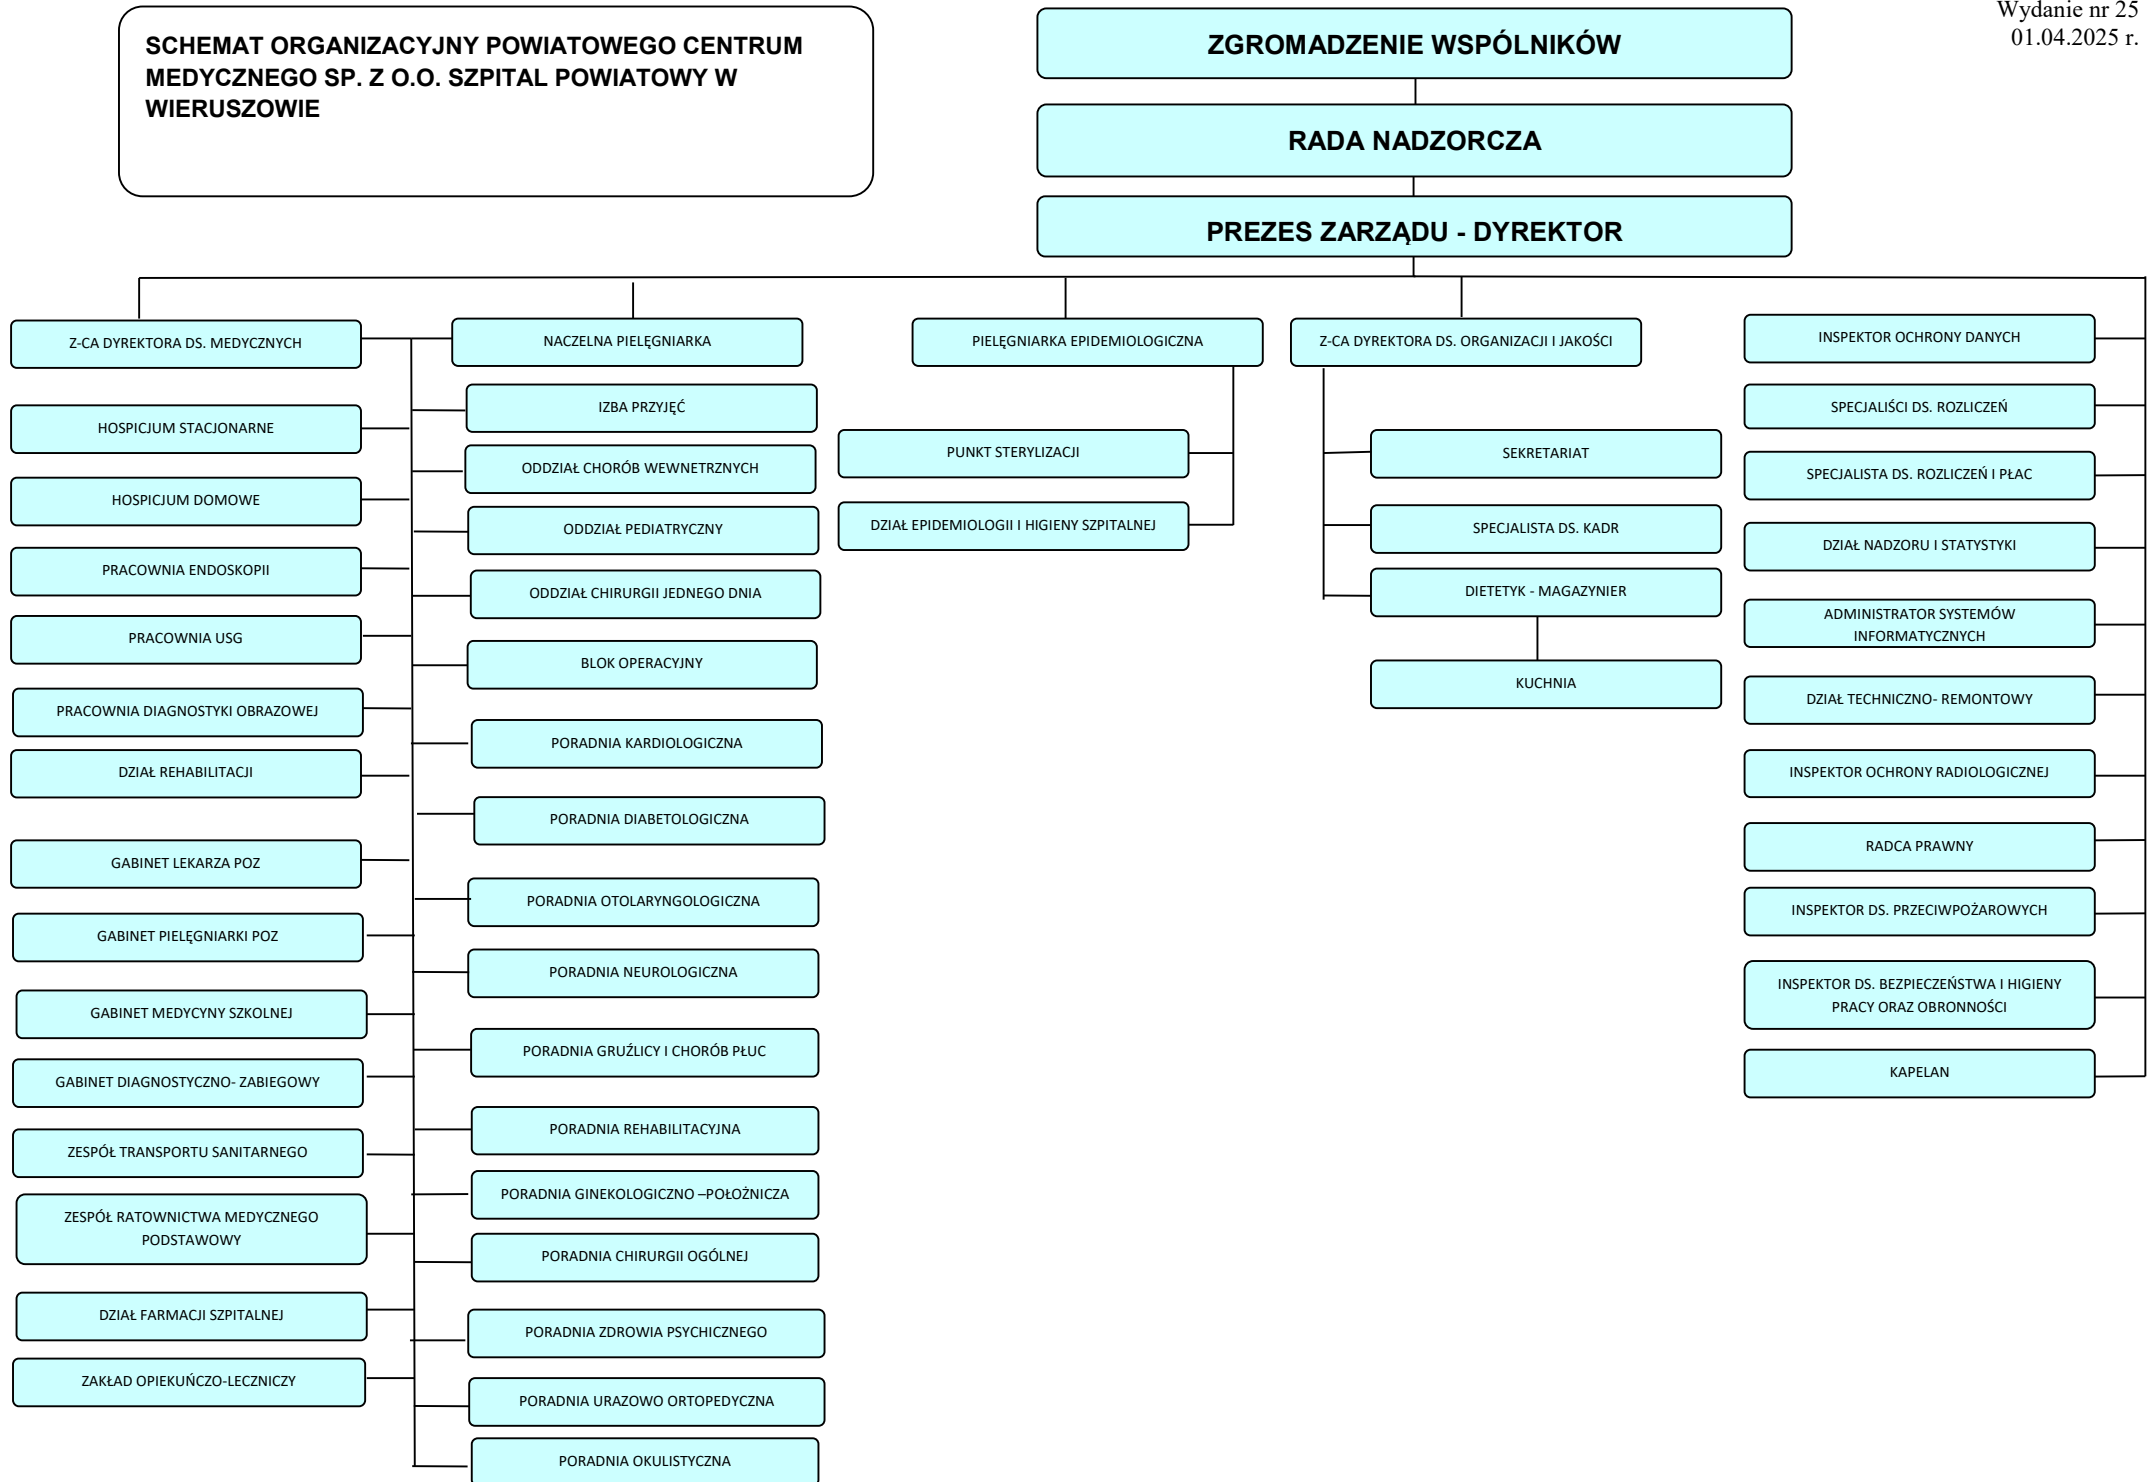 Wydanie nr 25
01.04.2025 r.
SCHEMAT ORGANIZACYJNY POWIATOWEGO CENTRUM
MEDYCZNEGO SP. Z O.O. SZPITAL POWIATOWY W
WIERUSZOWIE
ZGROMADZENIE WSPÓLNIKÓW
RADA NADZORCZA
PREZES ZARZĄDU - DYREKTOR
Z-CA DYREKTORA DS. MEDYCZNYCH
HOSPICJUM STACJONARNE
HOSPICJUM DOMOWE
PRACOWNIA ENDOSKOPII
PRACOWNIA USG
PRACOWNIA DIAGNOSTYKI OBRAZOWEJ
DZIAŁ REHABILITACJI
GABINET LEKARZA POZ
GABINET PIELĘGNIARKI POZ
GABINET MEDYCYNY SZKOLNEJ
GABINET DIAGNOSTYCZNO- ZABIEGOWY
ZESPÓŁ TRANSPORTU SANITARNEGO
ZESPÓŁ RATOWNICTWA MEDYCZNEGO
PODSTAWOWY
DZIAŁ FARMACJI SZPITALNEJ
ZAKŁAD OPIEKUŃCZO-LECZNICZY
NACZELNA PIELĘGNIARKA
IZBA PRZYJĘĆ
ODDZIAŁ CHORÓB WEWNETRZNYCH
ODDZIAŁ PEDIATRYCZNY
ODDZIAŁ CHIRURGII JEDNEGO DNIA
BLOK OPERACYJNY
PORADNIA KARDIOLOGICZNA
PORADNIA DIABETOLOGICZNA
PORADNIA OTOLARYNGOLOGICZNA
PORADNIA NEUROLOGICZNA
PORADNIA GRUŹLICY I CHORÓB PŁUC
PORADNIA REHABILITACYJNA
PORADNIA GINEKOLOGICZNO –POŁOŻNICZA
PORADNIA CHIRURGII OGÓLNEJ
PORADNIA ZDROWIA PSYCHICZNEGO
PORADNIA URAZOWO ORTOPEDYCZNA
PORADNIA OKULISTYCZNA
PIELĘGNIARKA EPIDEMIOLOGICZNA
PUNKT STERYLIZACJI
DZIAŁ EPIDEMIOLOGII I HIGIENY SZPITALNEJ
Z-CA DYREKTORA DS. ORGANIZACJI I JAKOŚCI
SEKRETARIAT
SPECJALISTA DS. KADR
DIETETYK - MAGAZYNIER
KUCHNIA
INSPEKTOR OCHRONY DANYCH
SPECJALIŚCI DS. ROZLICZEŃ
SPECJALISTA DS. ROZLICZEŃ I PŁAC
DZIAŁ NADZORU I STATYSTYKI
ADMINISTRATOR SYSTEMÓW
INFORMATYCZNYCH
DZIAŁ TECHNICZNO- REMONTOWY
INSPEKTOR OCHRONY RADIOLOGICZNEJ
RADCA PRAWNY
INSPEKTOR DS. PRZECIWPOŻAROWYCH
INSPEKTOR DS. BEZPIECZEŃSTWA I HIGIENY
PRACY ORAZ OBRONNOŚCI
KAPELAN